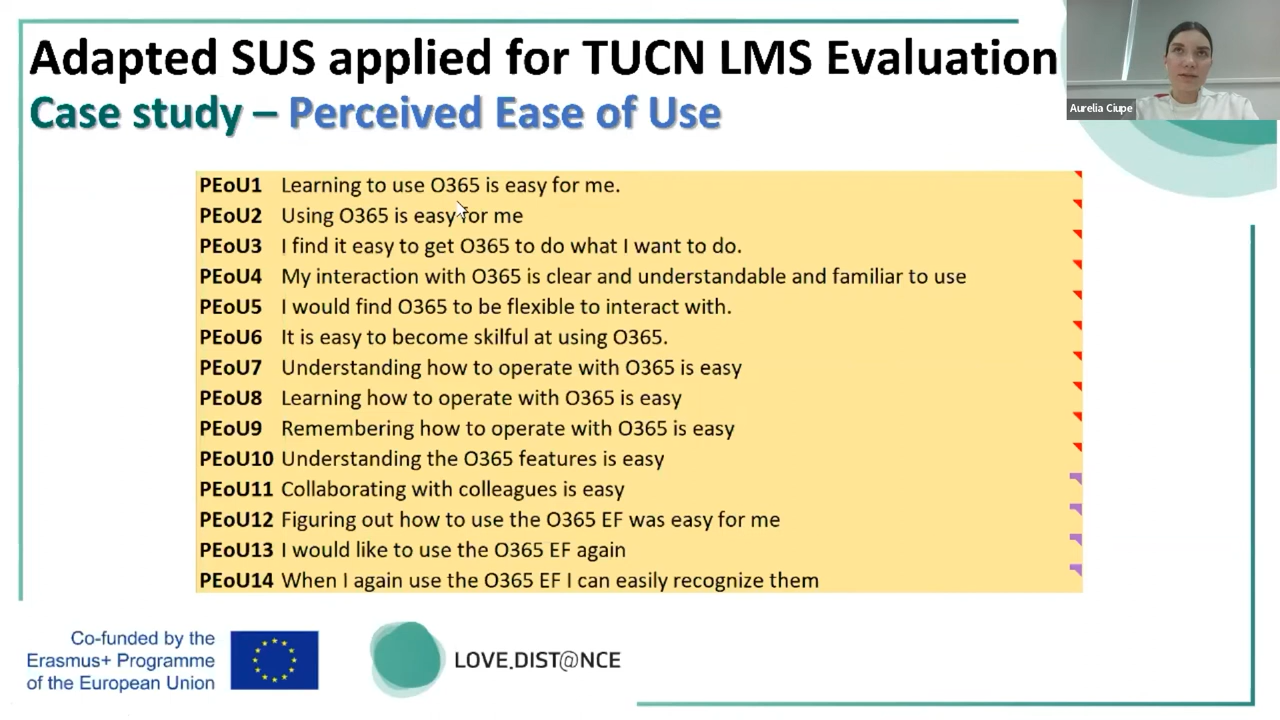 Adapted SUS applied for TUCN LMS Evaluation
Case study – Perceived Ease of Use
Aurelia Ciupe
PEoU1 Learning to use O365 is easy for me.
PEoU2 Using O365 is easy for me
PEoU3 I find it easy to get O365 to do what I want to do.
PEoU4 My interaction with O365 is clear and understandable and familiar to use
PEoU5 I would find O365 to be flexible to interact with.
PEoU6 It is easy to become skilful at using O365.
PEoU7 Understanding how to operate with O365 is easy
PEoU8 Learning how to operate with O365 is easy
PEoU9 Remembering how to operate with O365 is easy
PEoU10 Understanding the O365 features is easy
PEoU11 Collaborating with colleagues is easy
PEoU12 Figuring out how to use the O365 EF was easy for me
PEoU13 I would like to use the O365 EF again
PEoU14 When I again use the O365 EF I can easily recognize them
Co-funded by the
Erasmus+ Programme
of the European Union
LOVE.DIST@NCE